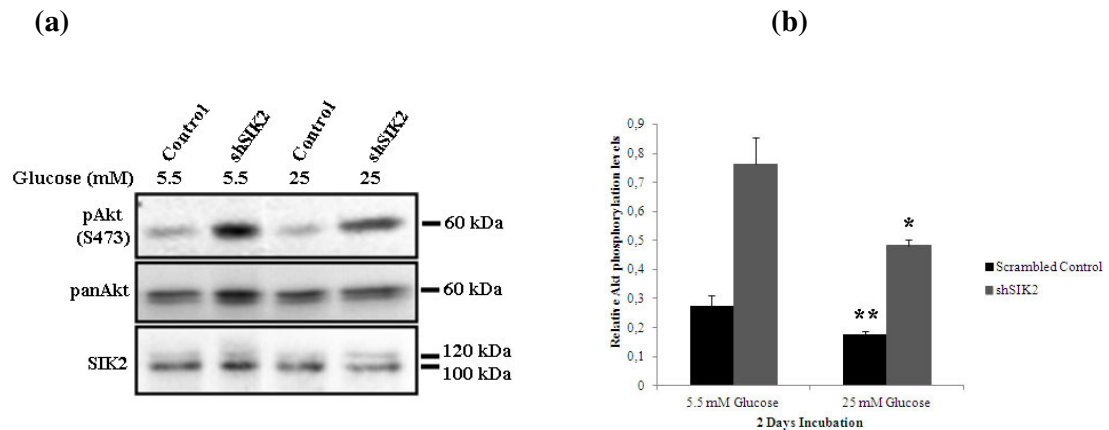 (a)
Control
shSIK2
Control
shSIK2
Glucose (mM) 5.5 5.5 25 25
pAkt
(S473)
60 kDa
panAkt
60 kDa
SIK2
120 kDa
100 kDa
(b)
Relative Akt phosphorylation levels
0,9
0,8
0,7
0,6
0,5
0,4
0,3
0,2
0,1
0
**
*
5.5 mM Glucose
25 mM Glucose
2 Days Incubation
Scrambled Control
shSIK2